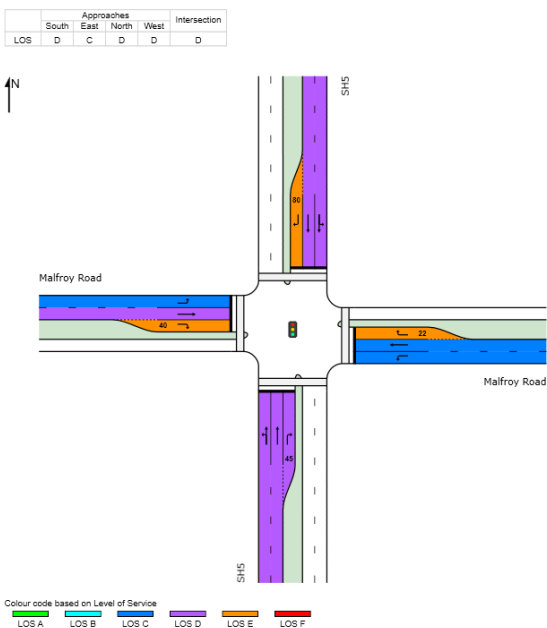 Approaches
South East North West Intersection
LOS D C D D D
N
SH5
80
Malfroy Road
40
22
Malfroy Road
45
SH5
Colour code based on Level of Service
LOS A LOS B LOS C LOS D LOS E LOS F